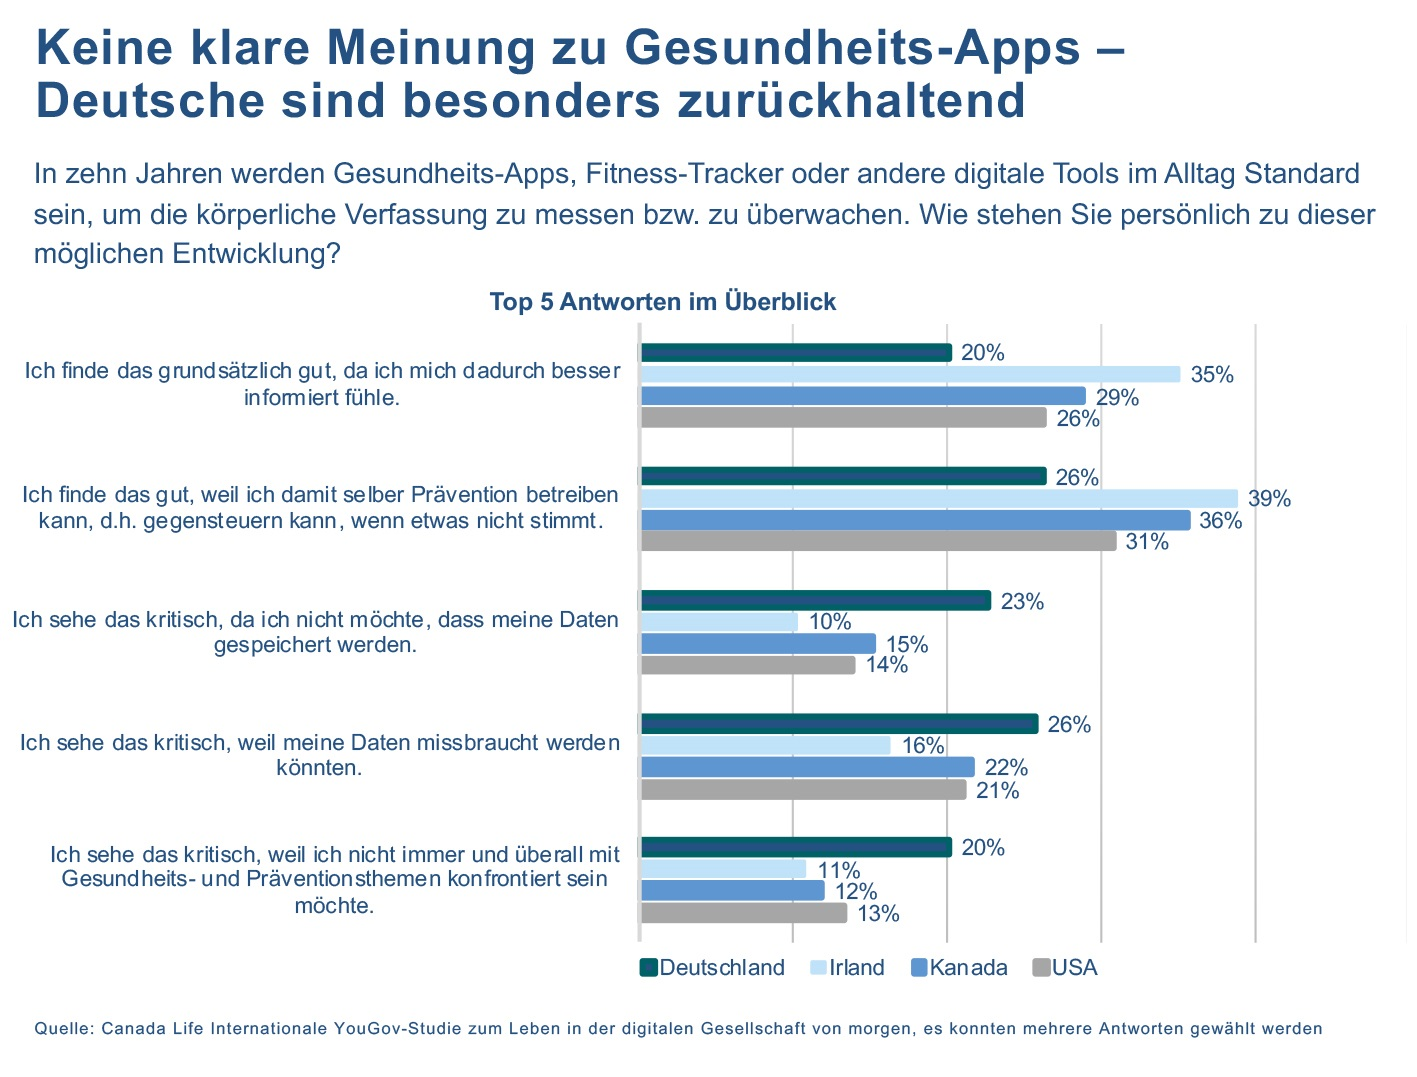 Keine klare Meinung zu Gesundheits-Apps –
Deutsche sind besonders zurückhaltend
In zehn Jahren werden Gesundheits-Apps, Fitness-Tracker oder andere digitale Tools im Alltag Standard
sein, um die körperliche Verfassung zu messen bzw. zu überwachen. Wie stehen Sie persönlich zu dieser
möglichen Entwicklung?
Top 5 Antworten im Überblick
Ich finde das grundsätzlich gut, da ich mich dadurch besser
informiert fühle.
20%
35%
29%
26%
Ich finde das gut, weil ich damit selber Prävention betreiben
kann, d.h. gegensteuern kann, wenn etwas nicht stimmt.
26%
39%
36%
31%
Ich sehe das kritisch, da ich nicht möchte, dass meine Daten
gespeichert werden.
23%
10%
15%
14%
Ich sehe das kritisch, weil meine Daten missbraucht werden
könnten.
26%
16%
22%
21%
Ich sehe das kritisch, weil ich nicht immer und überall mit
Gesundheits- und Präventionsthemen konfrontiert sein
möchte.
20%
11%
12%
13%
Deutschland Irland Kanada USA
Quelle: Canada Life Internationale YouGov-Studie zum Leben in der digitalen Gesellschaft von morgen, es konnten mehrere Antworten gewählt werden